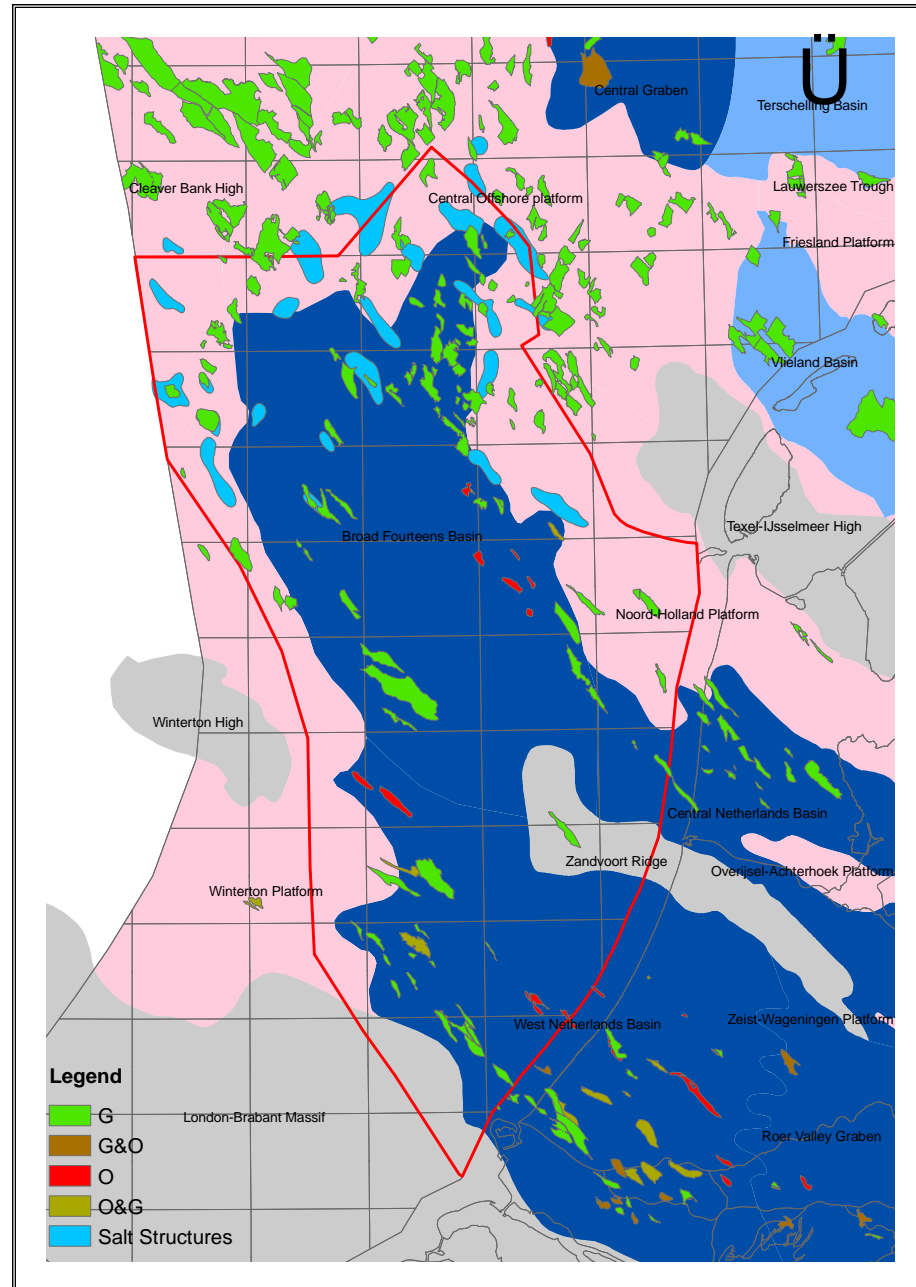 Ü
Central Graben
Terschelling Basin
Cleaver Bank High
Central Offshore platform
Lauwerszee Trough
Friesland Platform
Vlieland Basin
Texel-IJsselmeer High
Broad Fourteens Basin
Noord-Holland Platform
Winterton High
Central Netherlands Basin
Zandvoort Ridge
Overijsel-Achterhoek Platform
Winterton Platform
West Netherlands Basin
Zeist-Wageningen Platform
London-Brabant Massif
Roer Valley Graben
Legend
G
G&O
O
O&G
Salt Structures